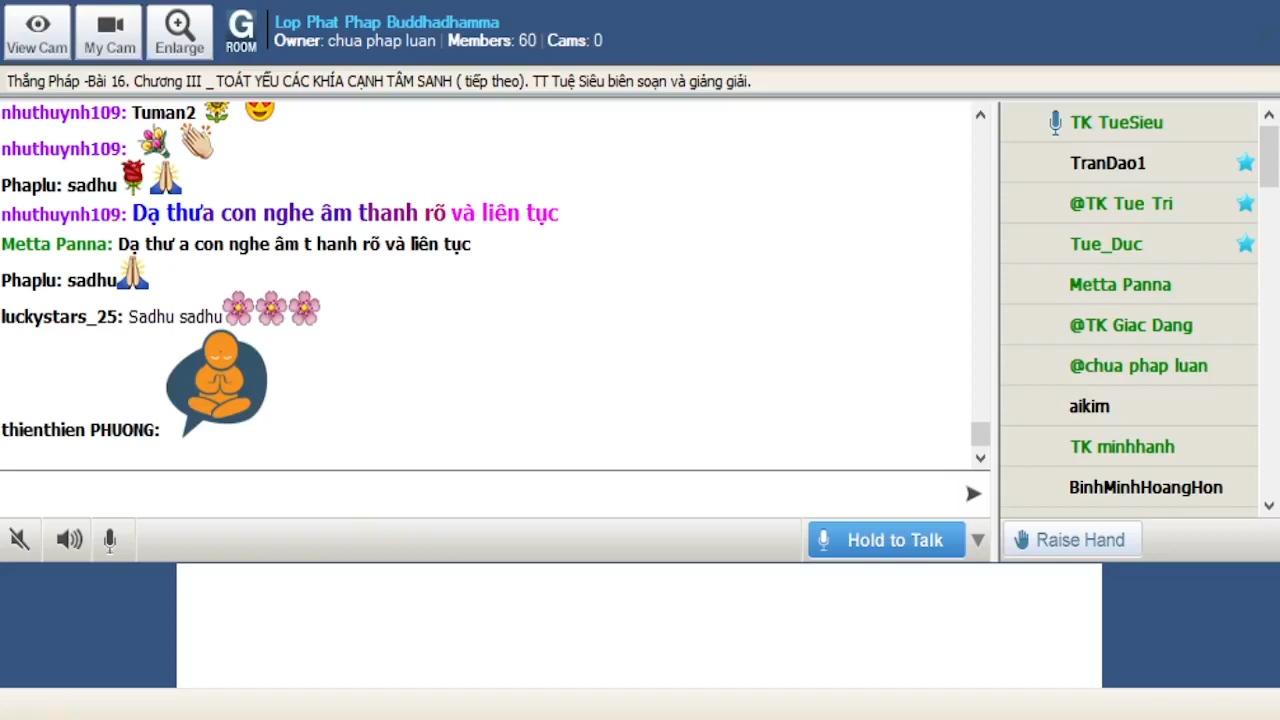 View Cam
My Cam
Enlarge
G ROOM
Lop Phat Phap Buddhadhamma
Owner: chua phap luan | Members: 60 | Cams: 0
Thắng Pháp -Bài 16. Chương III _ TOÁT YẾU CÁC KHÍA CẠNH TÂM SANH ( tiếp theo). TT Tuệ Siêu biên soạn và giảng giải.
nhuthuynh109: Tuman2
nhuthuynh109:
Phaplu: sadhu
nhuthuynh109: Dạ thưa con nghe âm thanh rõ và liên tục
Metta Panna: Dạ thư a con nghe âm t hanh rõ và liên tục
Phaplu: sadhu
luckystars_25: Sadhu sadhu
thienthien PHUONG:
TK TueSieu
TranDao1
@TK Tue Tri
Tue_Duc
Metta Panna
@TK Giac Dang
@chua phap luan
aikim
TK minhhanh
BinhMinhHoangHon
Hold to Talk
Raise Hand